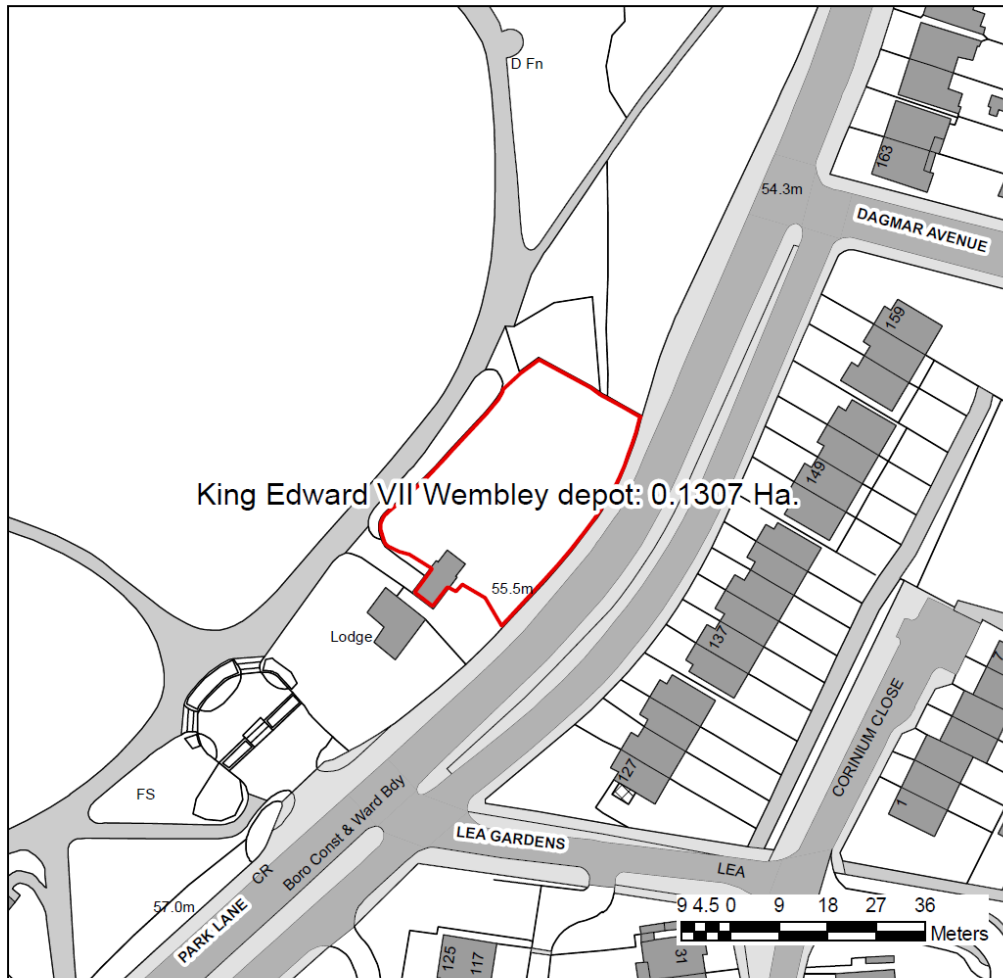 D Fn
163
54.3m
DAGMAR AVENUE
159
149
King Edward VII Wembley depot: 0.1307 Ha.
55.5m
Lodge
137
127
CORINIUM CLOSE
1
FS
Boro Const & Ward Bdy
CR
PARK LANE
57.0m
LEA GARDENS
LEA
125
117
31
9 4.5 0 9 18 27 36
Meters